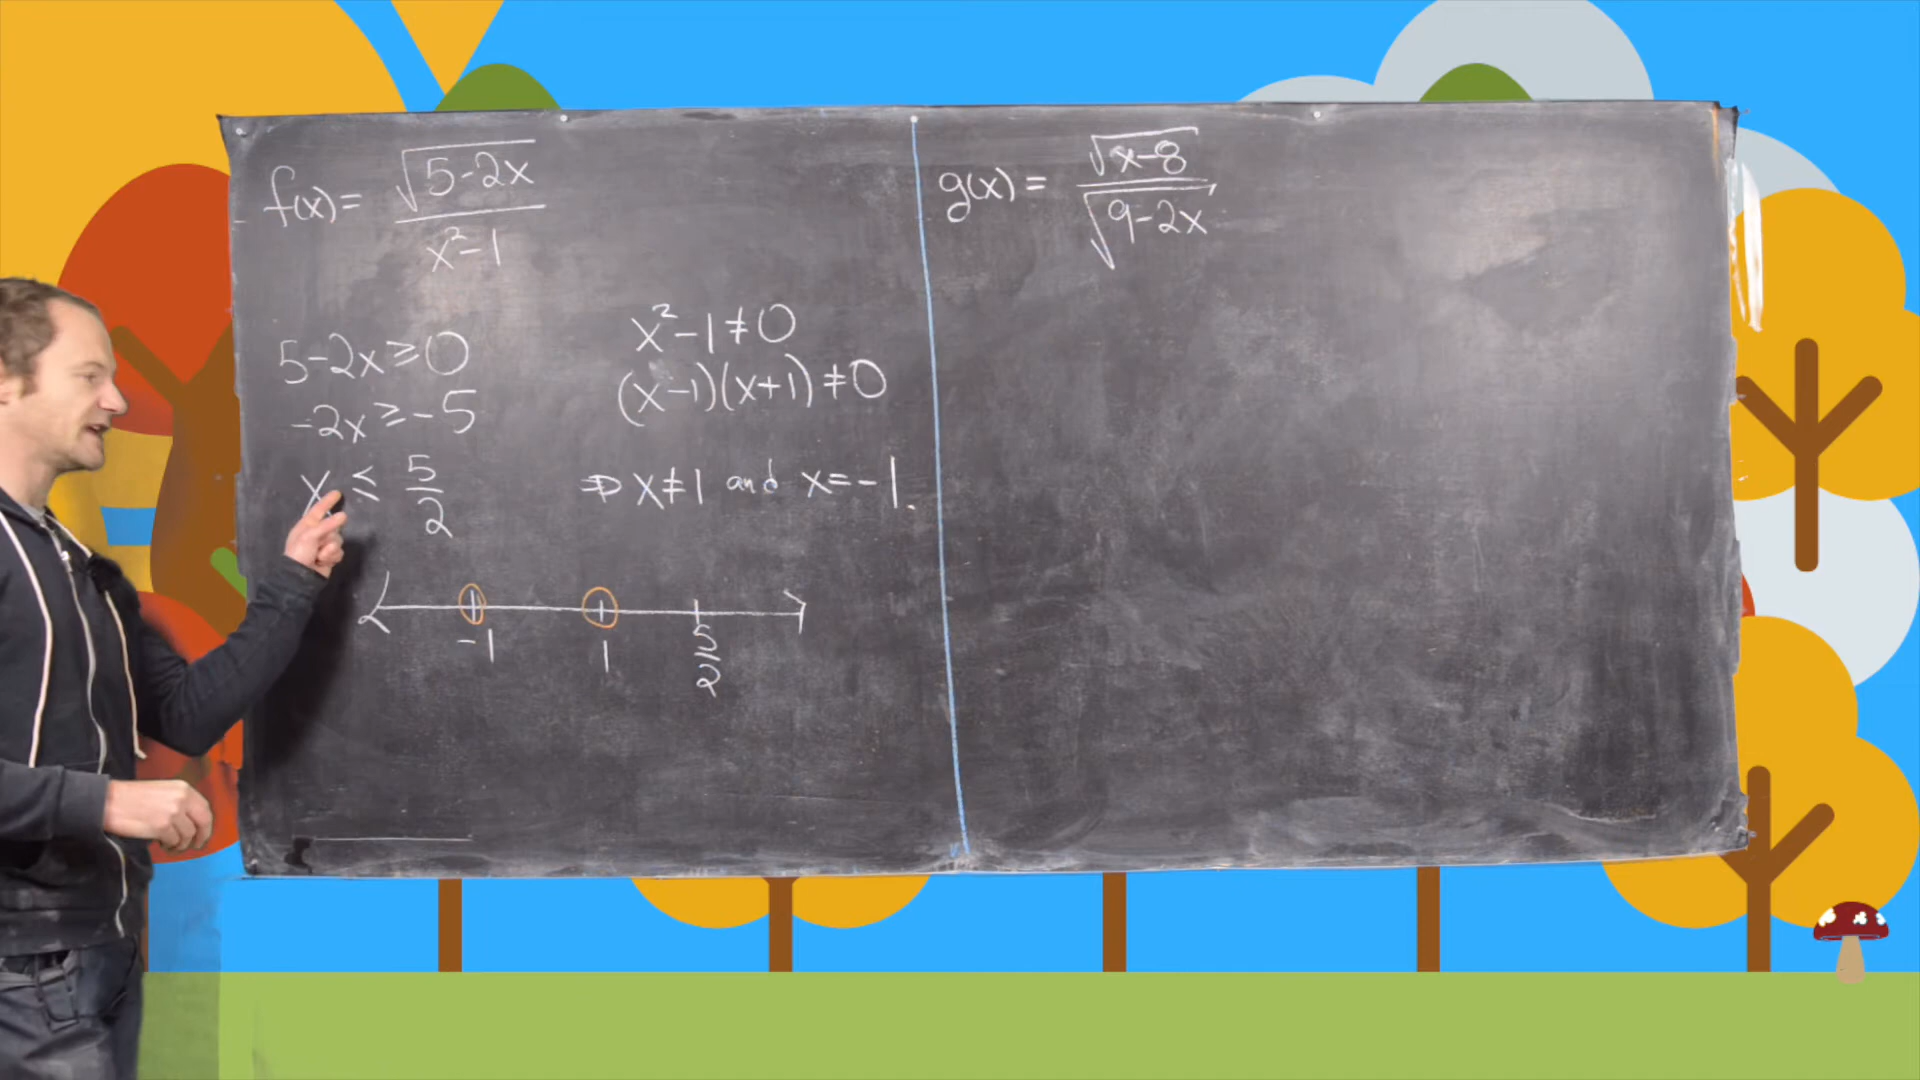 f(x) = √(5-2x) / (x²-1)
5-2x ≥ 0
-2x ≥ -5
x ≤ 5/2
x²-1 ≠ 0
(x-1)(x+1) ≠ 0
⇒ x ≠ 1 and x = -1.
-1 1 5/2
g(x) = √(x-8) / √(9-2x)